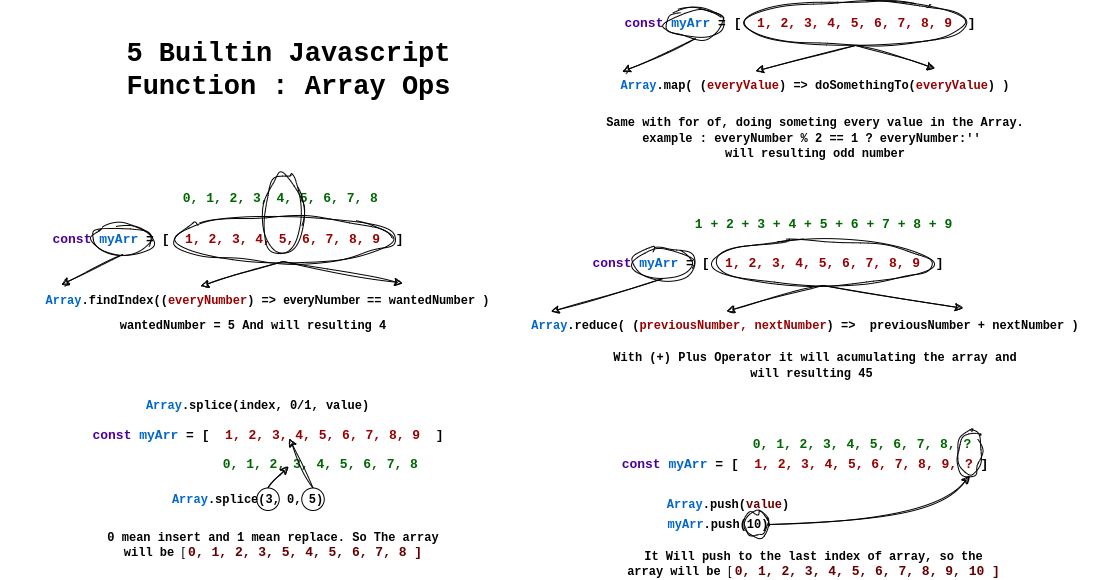 5 Builtin Javascript
Function : Array Ops
0, 1, 2, 3, 4, 5, 6, 7, 8
const myArr = [ 1, 2, 3, 4, 5, 6, 7, 8, 9 ]
Array.findIndex((everyNumber) => everyNumber == wantedNumber )
wantedNumber = 5 And will resulting 4
Array.splice(index, 0/1, value)
const myArr = [ 1, 2, 3, 4, 5, 6, 7, 8, 9 ]
0, 1, 2, 3, 4, 5, 6, 7, 8
Array.splice(3, 0, 5)
0 mean insert and 1 mean replace. So The array
will be [0, 1, 2, 3, 5, 4, 5, 6, 7, 8 ]
const myArr = [ 1, 2, 3, 4, 5, 6, 7, 8, 9 ]
Array.map( (everyValue) => doSomethingTo(everyValue) )
Same with for of, doing someting every value in the Array.
example : everyNumber % 2 == 1 ? everyNumber:''
will resulting odd number
1 + 2 + 3 + 4 + 5 + 6 + 7 + 8 + 9
const myArr = [ 1, 2, 3, 4, 5, 6, 7, 8, 9 ]
Array.reduce( (previousNumber, nextNumber) => previousNumber + nextNumber )
With (+) Plus Operator it will acumulating the array and
will resulting 45
0, 1, 2, 3, 4, 5, 6, 7, 8, ?
const myArr = [ 1, 2, 3, 4, 5, 6, 7, 8, 9, ? ]
Array.push(value)
myArr.push(10)
It Will push to the last index of array, so the
array will be [0, 1, 2, 3, 4, 5, 6, 7, 8, 9, 10 ]